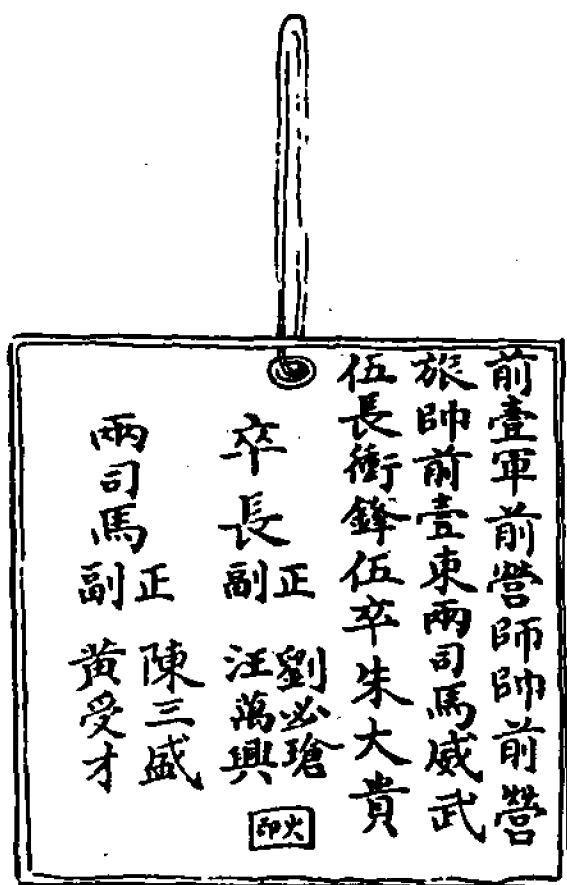 前壹軍前營師帥前營
旅帥前壹東兩司馬威武
伍長衝鋒伍卒朱大貴
卒長
正 劉必瑲
副 汪萬興
兩司馬
正 陳三盛
副 黃受才
火印